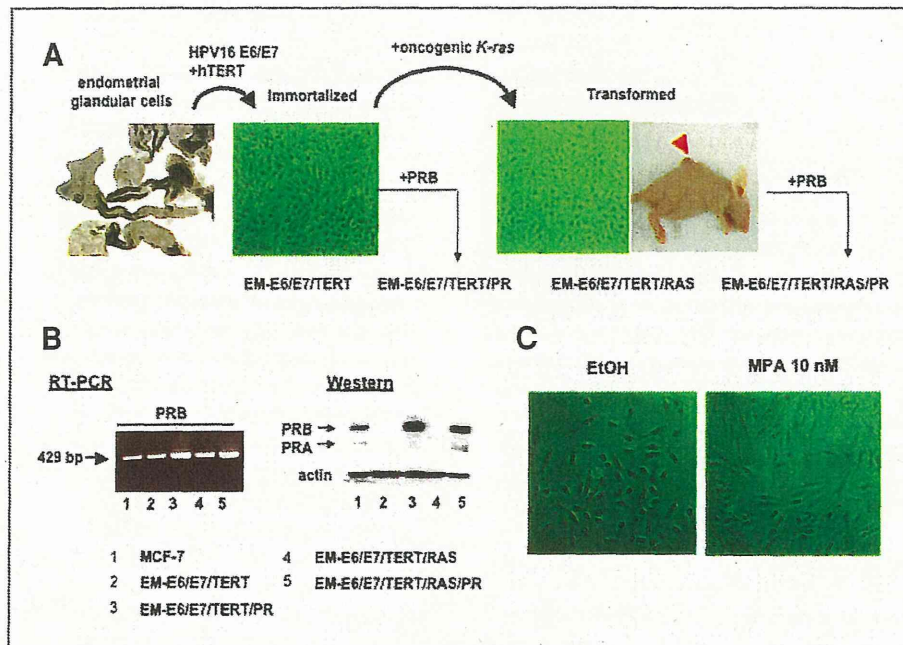 A
HPV16 E6/E7
+hTERT
+oncogenic K-ras
endometrial
glandular cells
Immortalized
Transformed
+PRB
+PRB
EM-E6/E7/TERT
EM-E6/E7/TERT/PR
EM-E6/E7/TERT/RAS
EM-E6/E7/TERT/RAS/PR
B
RT-PCR
PRB
429 bp
1 2 3 4 5
Western
PRB
PRA
actin
1 2 3 4 5
1 MCF-7
2 EM-E6/E7/TERT
3 EM-E6/E7/TERT/PR
4 EM-E6/E7/TERT/RAS
5 EM-E6/E7/TERT/RAS/PR
C
EtOH
MPA 10 nM